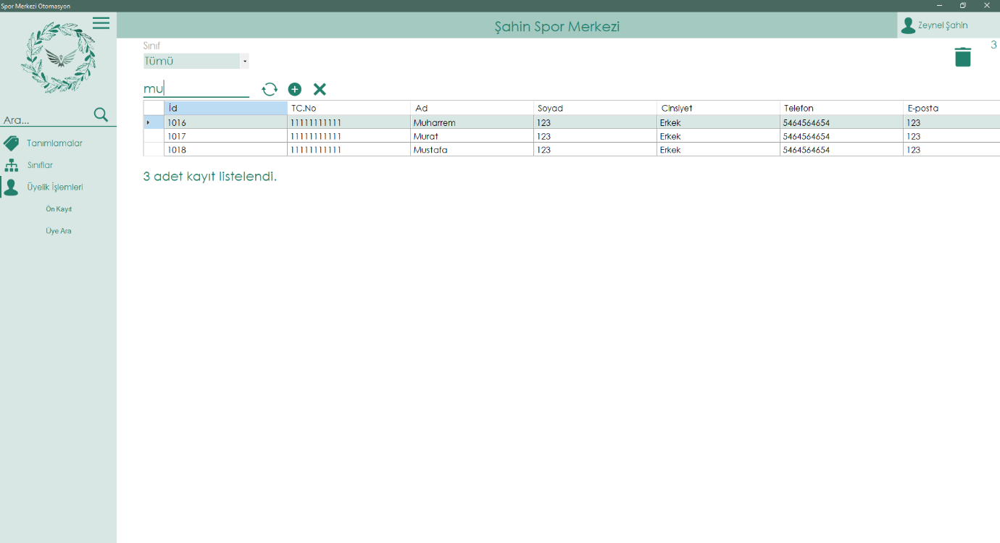 Spor Merkezi Otomasyon
Şahin Spor Merkezi
Zeynel Şahin
Ara...
Tanımlamalar
Sınıflar
Üyelik İşlemleri
Ön Kayıt
Üye Ara
Sınıf
Tümü
3
mu
İd TC.No Ad Soyad Cinsiyet Telefon E-posta
1016 11111111111 Muharrem 123 Erkek 5464564654 123
1017 11111111111 Murat 123 Erkek 5464564654 123
1018 11111111111 Mustafa 123 Erkek 5464564654 123
3 adet kayıt listelendi.